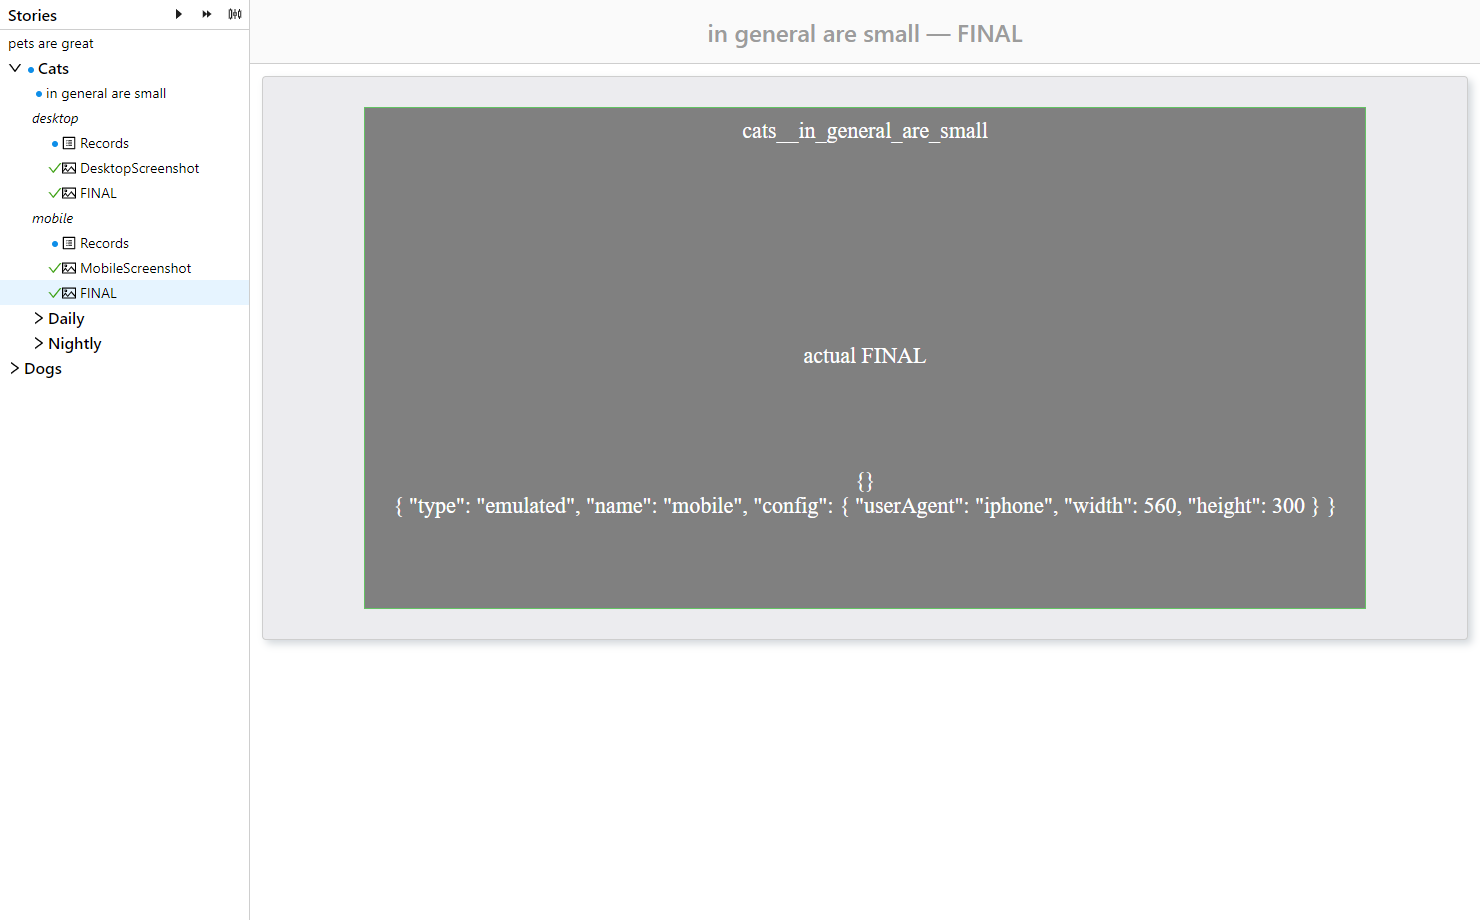 Stories
pets are great
Cats
in general are small
desktop
Records
DesktopScreenshot
FINAL
mobile
Records
MobileScreenshot
FINAL
Daily
Nightly
Dogs
in general are small — FINAL
cats__in_general_are_small
actual FINAL
{}
{ "type": "emulated", "name": "mobile", "config": { "userAgent": "iphone", "width": 560, "height": 300 } }